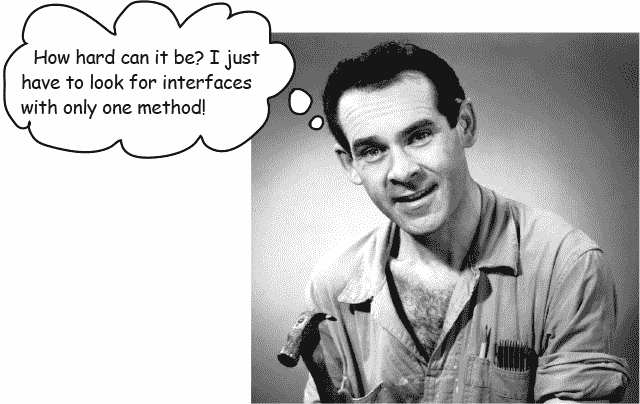 How hard can it be? I just
have to look for interfaces
with only one method!